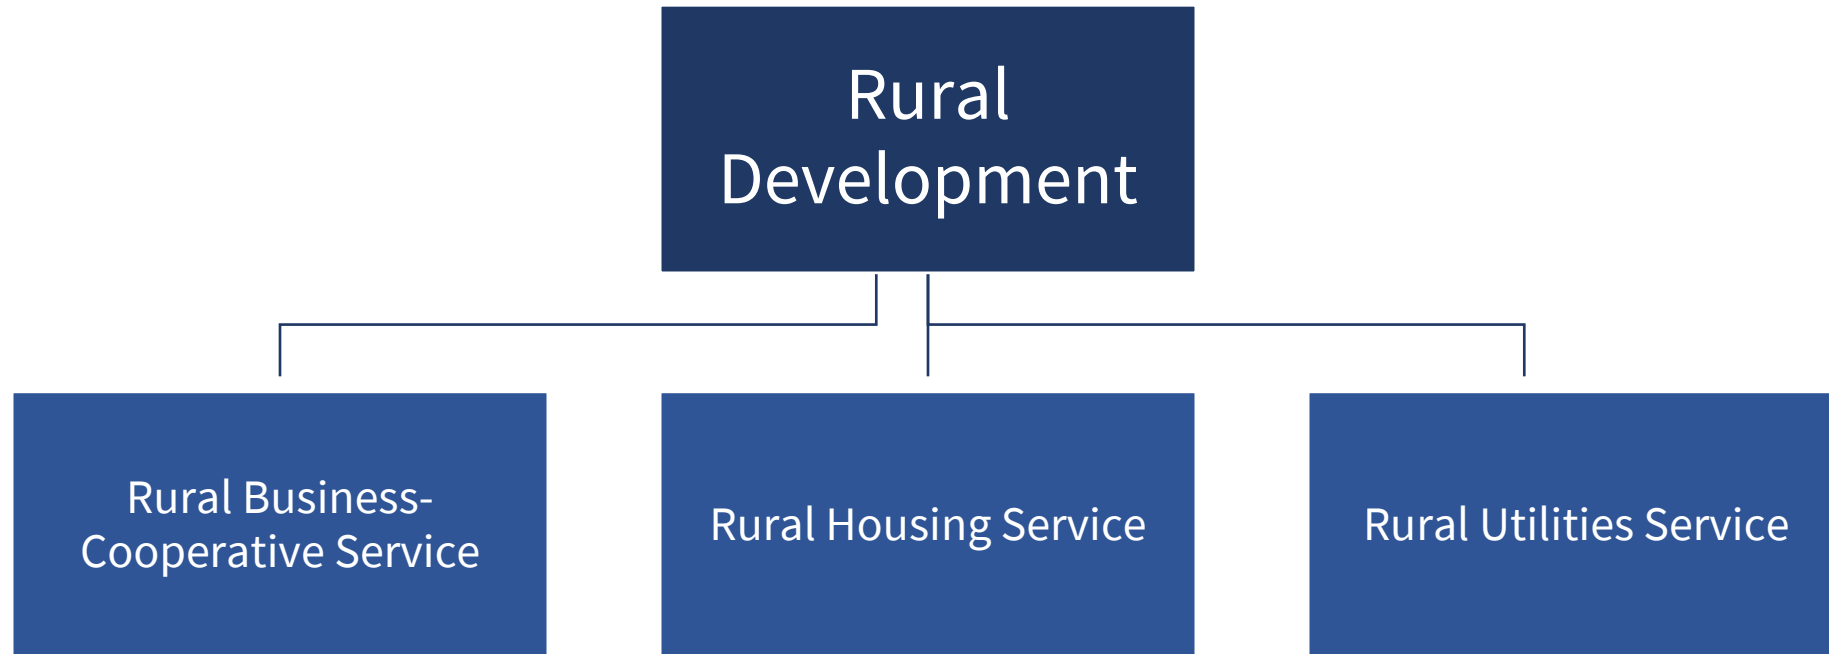 Rural
Development
Rural Business-
Cooperative Service
Rural Housing Service
Rural Utilities Service